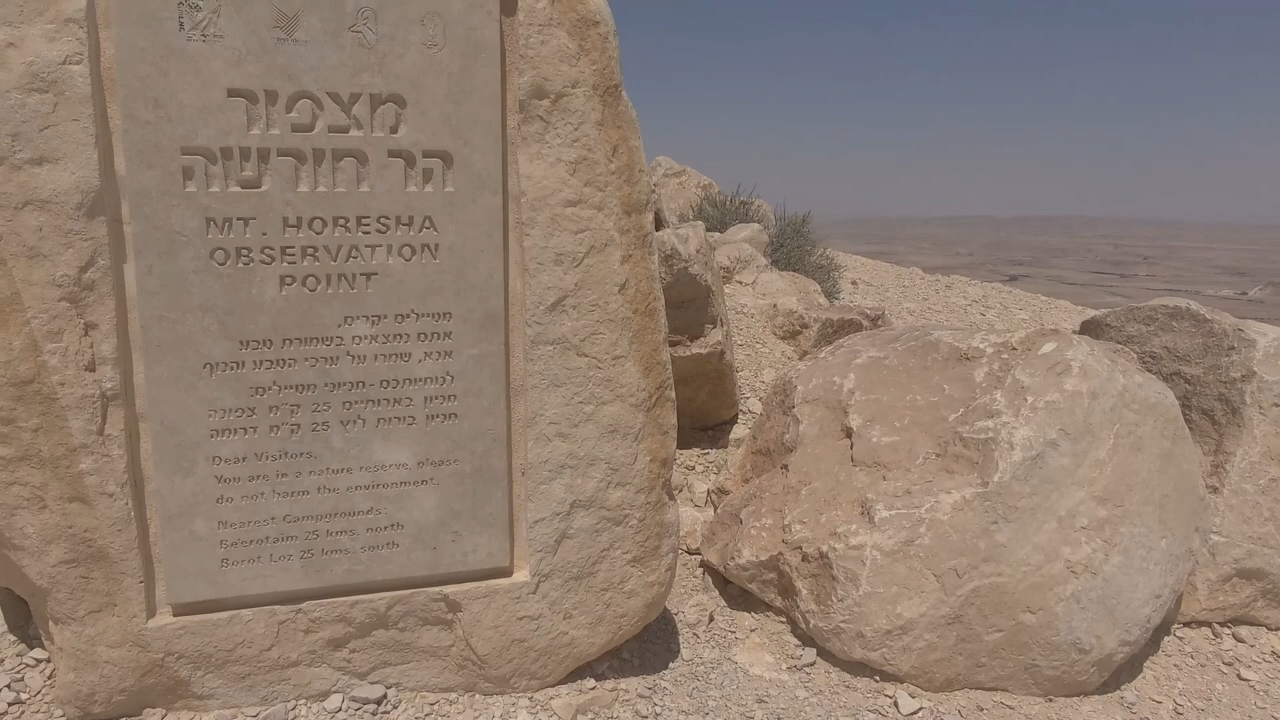 מצפור
הר חורשה
MT. HORESHA
OBSERVATION
POINT
מטיילים יקרים,
אתם נמצאים בשמורת טבע
אנא, שמרו על ערכי הטבע והנוף
לנוחיותכם - חניוני מטיילים:
חניון בארותיים 25 ק״מ צפונה
חניון בורות לוץ 25 ק״מ דרומה
Dear Visitors,
You are in a nature reserve, please
do not harm the environment.
Nearest Campgrounds:
Be'erotaim 25 kms. north
Borot Loz 25 kms. south